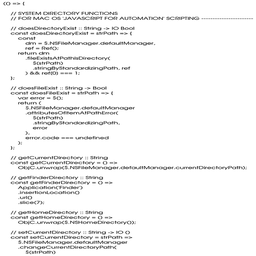 (() => {
// SYSTEM DIRECTORY FUNCTIONS
// FOR MAC OS 'JAVASCRIPT FOR AUTOMATION' SCRIPTING ----------------------
// doesDirectoryExist :: String -> IO Bool
const doesDirectoryExist = strPath => {
const
dm = $.NSFileManager.defaultManager,
ref = Ref();
return dm
.fileExistsAtPathIsDirectory(
$(strPath)
.stringByStandardizingPath, ref
) && ref[0] === 1;
};
// doesFileExist :: String -> Bool
const doesFileExist = strPath => {
var error = $();
return (
$.NSFileManager.defaultManager
.attributesOfItemAtPathError(
$(strPath)
.stringByStandardizingPath,
error
),
error.code === undefined
);
};
// getCurrentDirectory :: String
const getCurrentDirectory = () =>
ObjC.unwrap($.NSFileManager.defaultManager.currentDirectoryPath);
// getFinderDirectory :: String
const getFinderDirectory = () =>
Application('Finder')
.insertionLocation()
.url()
.slice(7);
// getHomeDirectory :: String
const getHomeDirectory = () =>
ObjC.unwrap($.NSHomeDirectory());
// setCurrentDirectory :: String -> IO ()
const setCurrentDirectory = strPath =>
$.NSFileManager.defaultManager
.changeCurrentDirectoryPath(
$(strPath)